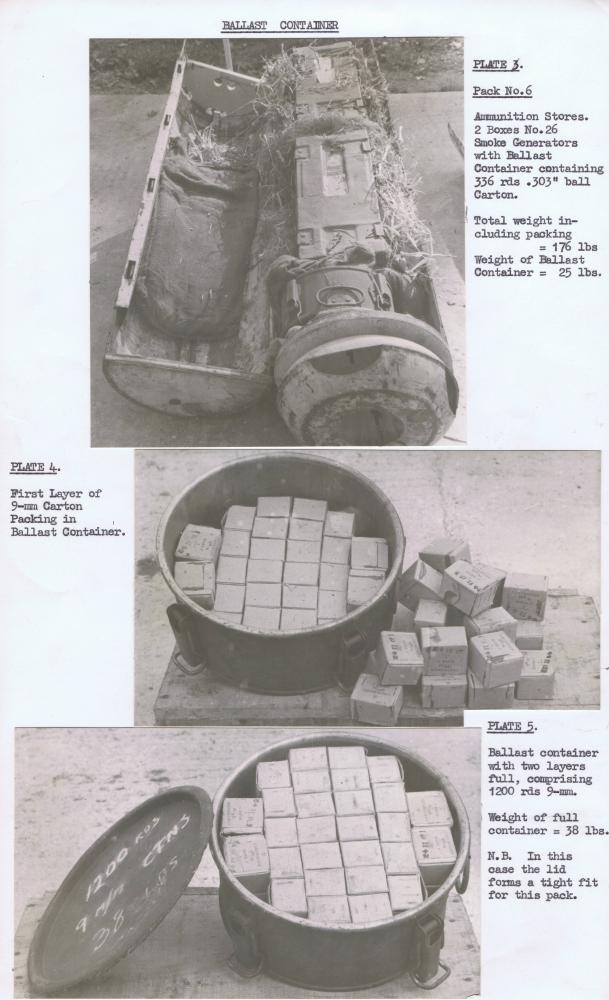 BALLAST CONTAINER
PLATE 3.
Pack No.6
Ammunition Stores.
2 Boxes No.26
Smoke Generators
with Ballast
Container containing
336 rds .303" ball
Carton.
Total weight in-
cluding packing
= 176 lbs
Weight of Ballast
Container = 25 lbs.
PLATE 4.
First Layer of
9-mm Carton
Packing in
Ballast Container.
PLATE 5.
Ballast container
with two layers
full, comprising
1200 rds 9-mm.
Weight of full
container = 38 lbs.
N.B. In this
case the lid
forms a tight fit
for this pack.
1200 RDS
9 M/M CTNS
38 LBS